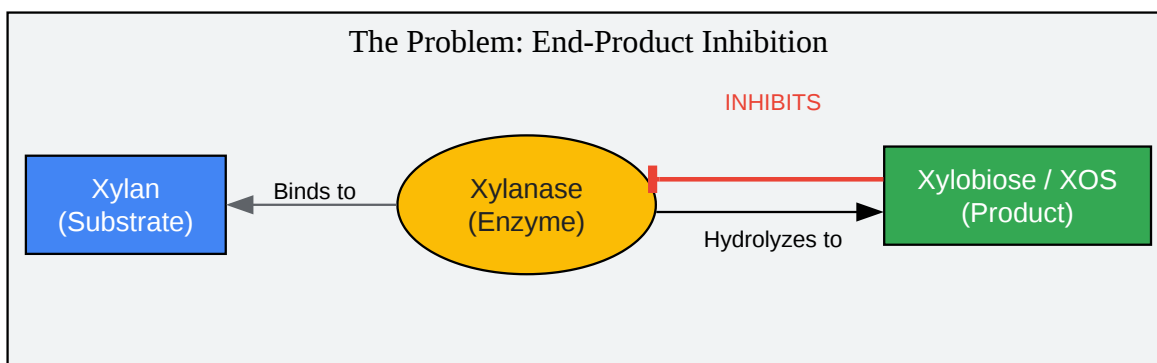 The Problem: End-Product Inhibition
INHIBITS
Xylan
(Substrate)
Binds to
Xylanase
(Enzyme)
Hydrolyzes to
Xylobiose / XOS
(Product)